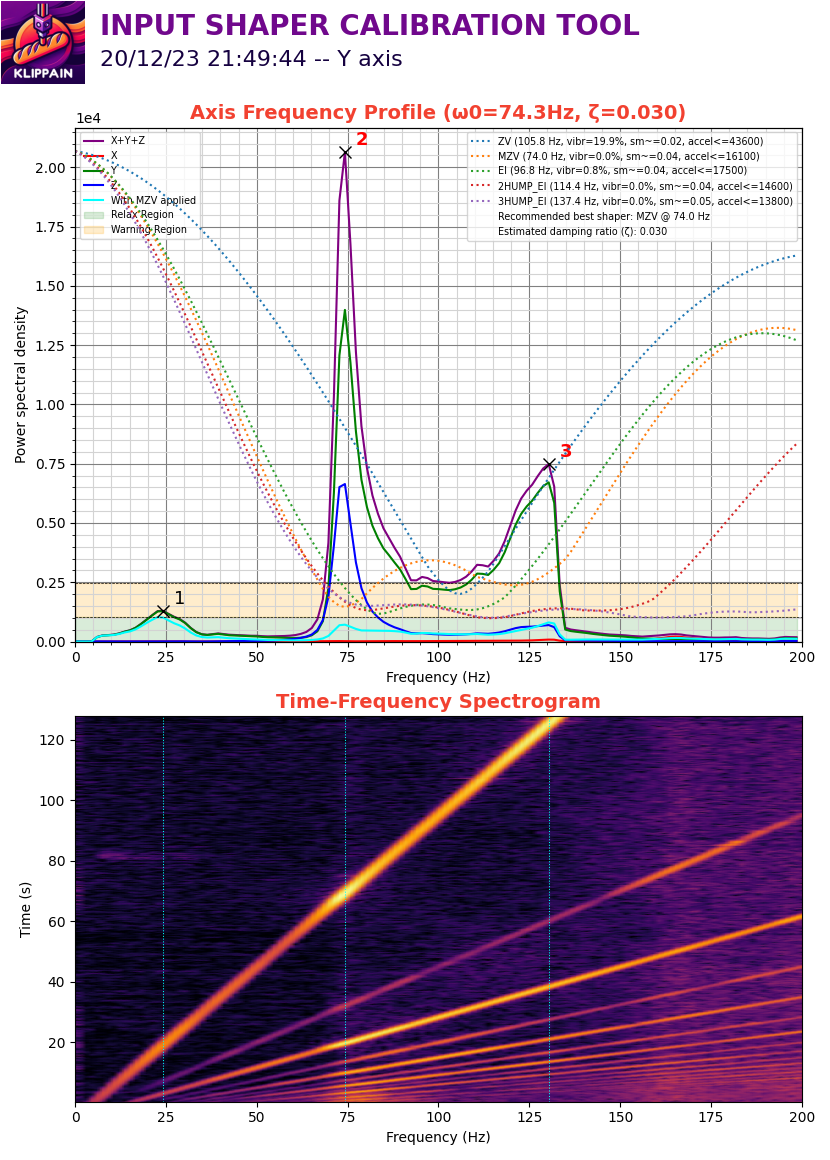 INPUT SHAPER CALIBRATION TOOL
20/12/23 21:49:44 -- Y axis
KLIPPAIN
Axis Frequency Profile (ω0=74.3Hz, ζ=0.030)
1e4
X+Y+Z
X
Y
Z
With MZV applied
Relax Region
Warning Region
ZV (105.8 Hz, vibr=19.9%, sm~=0.02, accel<=43600)
MZV (74.0 Hz, vibr=0.0%, sm~=0.04, accel<=16100)
EI (96.8 Hz, vibr=0.8%, sm~=0.04, accel<=17500)
2HUMP_EI (114.4 Hz, vibr=0.0%, sm~=0.04, accel<=14600)
3HUMP_EI (137.4 Hz, vibr=0.0%, sm~=0.05, accel<=13800)
Recommended best shaper: MZV @ 74.0 Hz
Estimated damping ratio (ζ): 0.030
2
3
1
Power spectral density
2.00
1.75
1.50
1.25
1.00
0.75
0.50
0.25
0.00
0 25 50 75 100 125 150 175 200
Frequency (Hz)
Time-Frequency Spectrogram
Time (s)
120
100
80
60
40
20
0 25 50 75 100 125 150 175 200
Frequency (Hz)